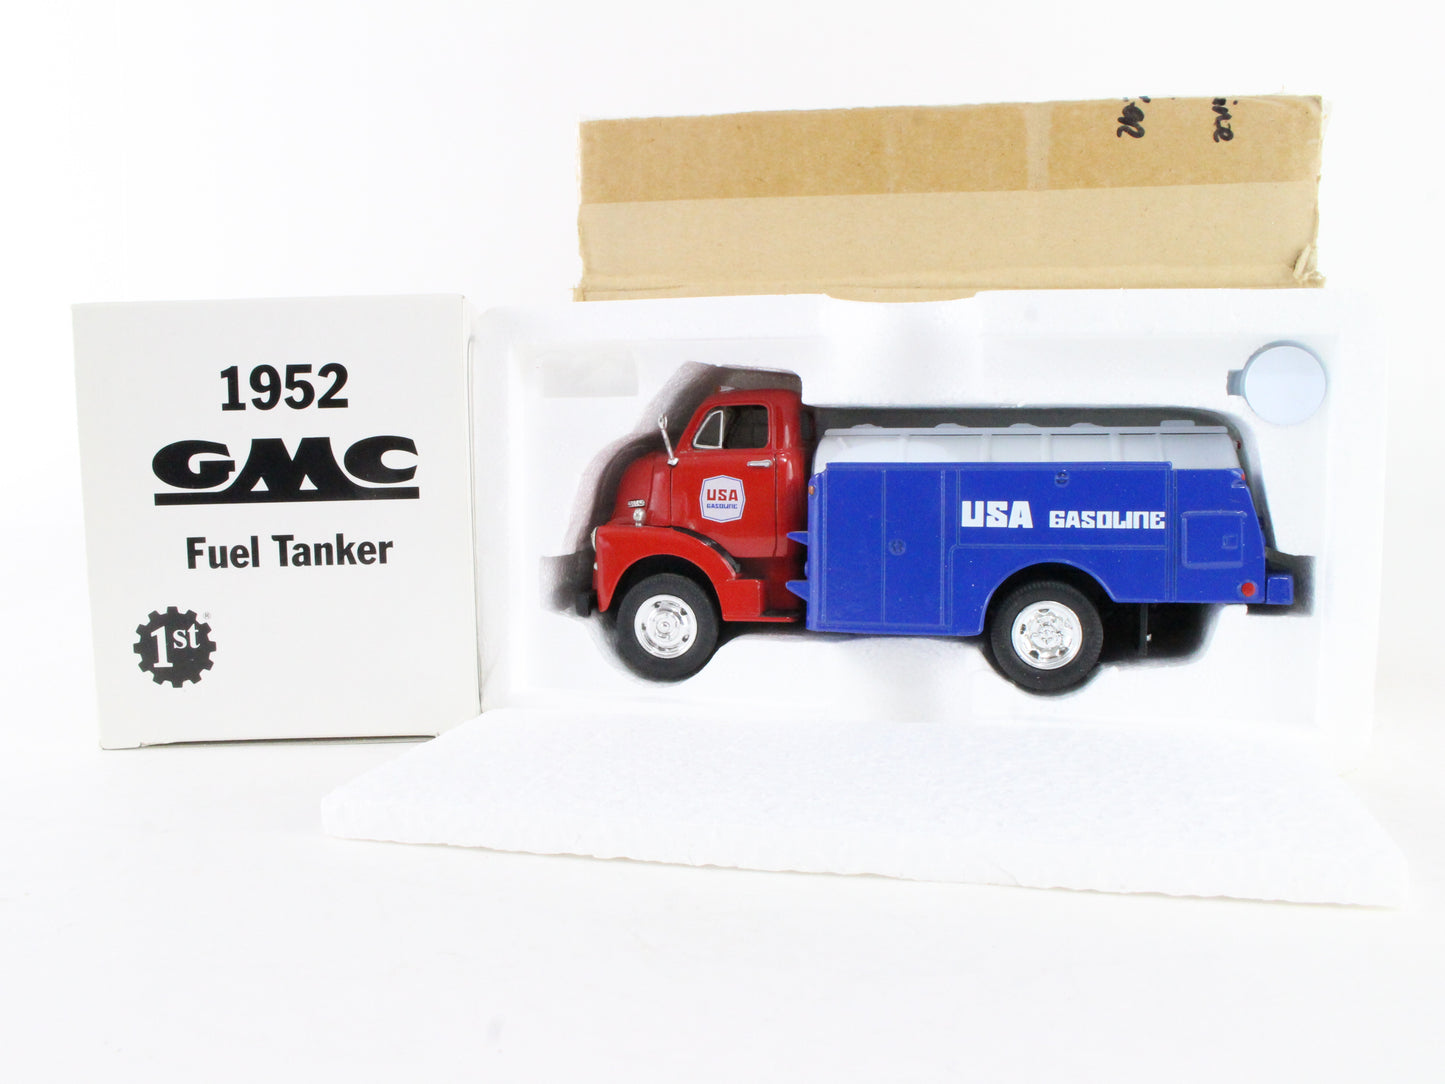 1952
GMC
Fuel Tanker
1st®
USA
GASOLINE
USA GASOLINE